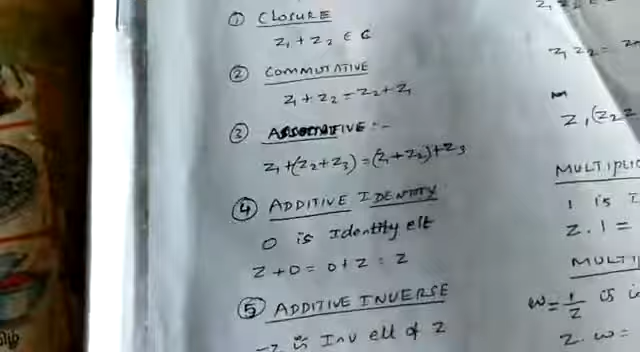 ① CLOSURE
z₁ + z₂ ∈ C
② COMMUTATIVE
z₁ + z₂ = z₂ + z₁
③ ASSOCIATIVE :-
z₁+(z₂+z₃) = (z₁+z₂)+z₃
④ ADDITIVE IDENTITY
0 is Identity elt
z+0 = 0+z = z
⑤ ADDITIVE INVERSE
-z is Inv elt of z
z₁ z₂ =
z₁(z₂ z
1 is I
z.1 =
w = 1/z is i
z.w =